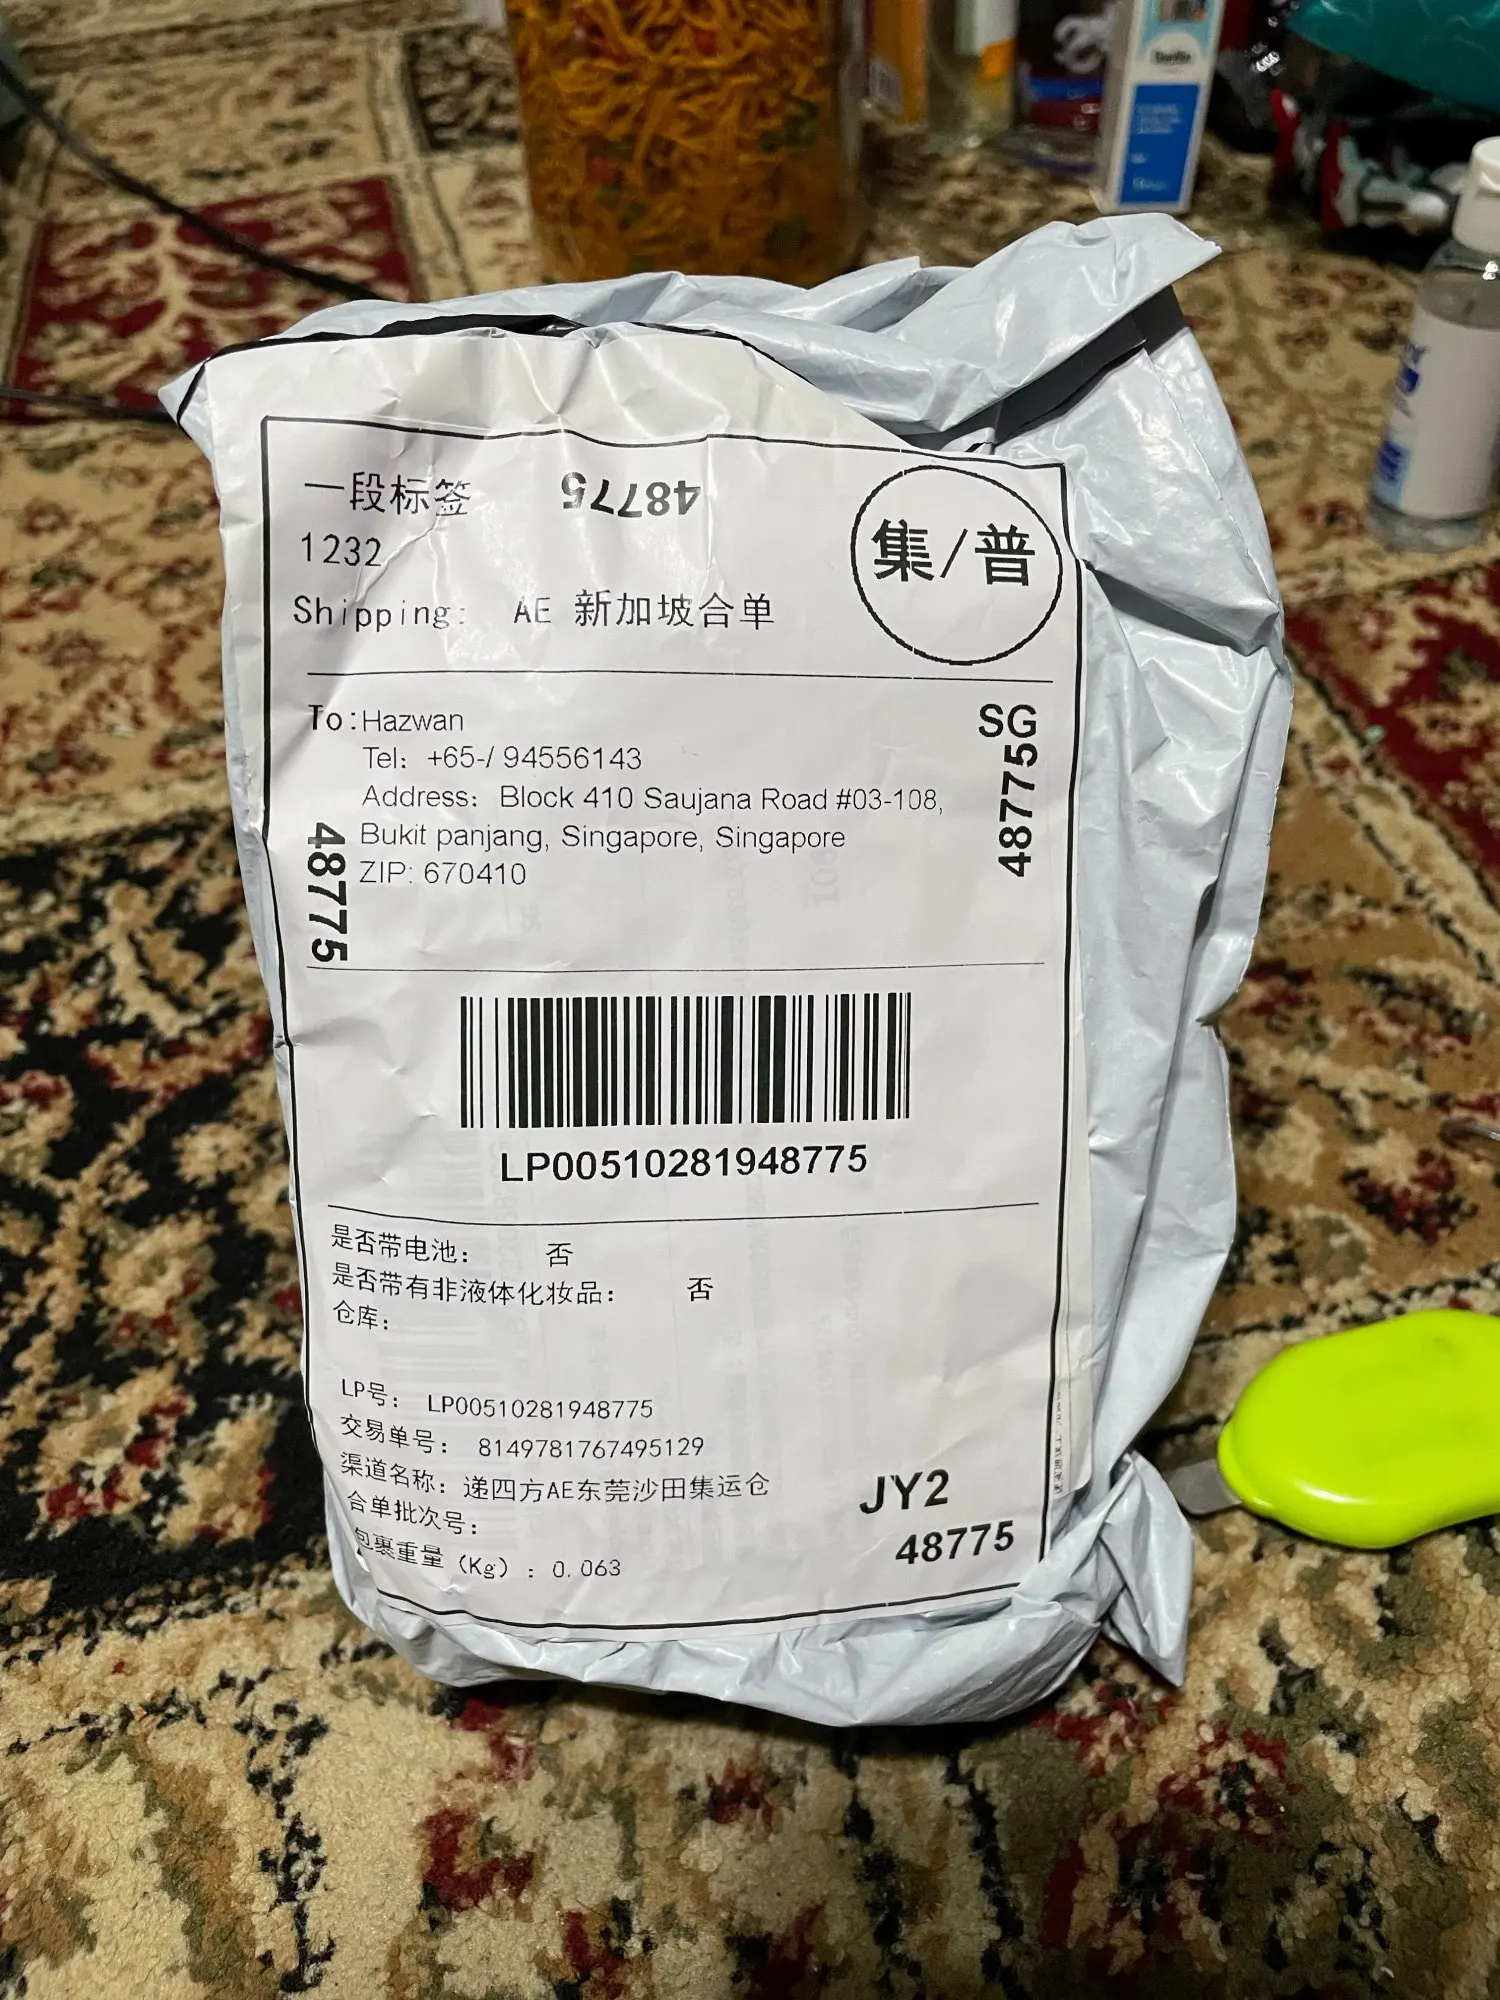 一段标签
48775
集/普
1232
Shipping: AE 新加坡合单
To:Hazwan
SG
Tel: +65-/ 94556143
48775
Address: Block 410 Saujana Road #03-108,
Bukit panjang, Singapore, Singapore
48775
ZIP: 670410
LP00510281948775
是否带电池: 否
是否带有非液体化妆品: 否
仓库:
LP号: LP00510281948775
交易单号: 8149781767495129
渠道名称: 递四方AE东莞沙田集运仓
JY2
合单批次号:
48775
包裹重量 (Kg) : 0.063